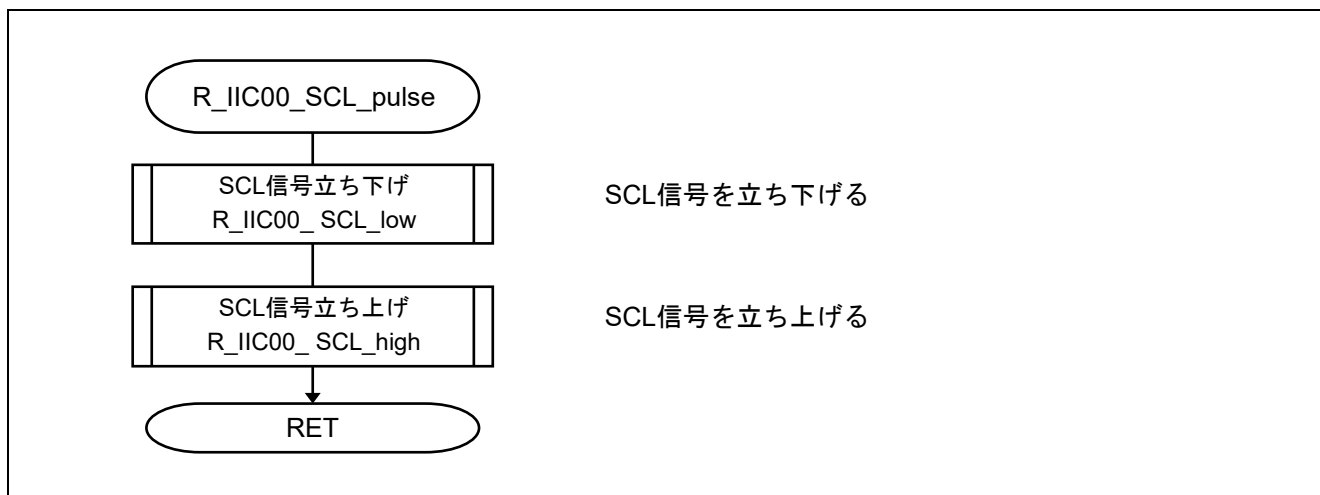 R_IIC00_SCL_pulse
SCL信号立ち下げ
R_IIC00_ SCL_low
SCL信号を立ち下げる
SCL信号立ち上げ
R_IIC00_ SCL_high
SCL信号を立ち上げる
RET